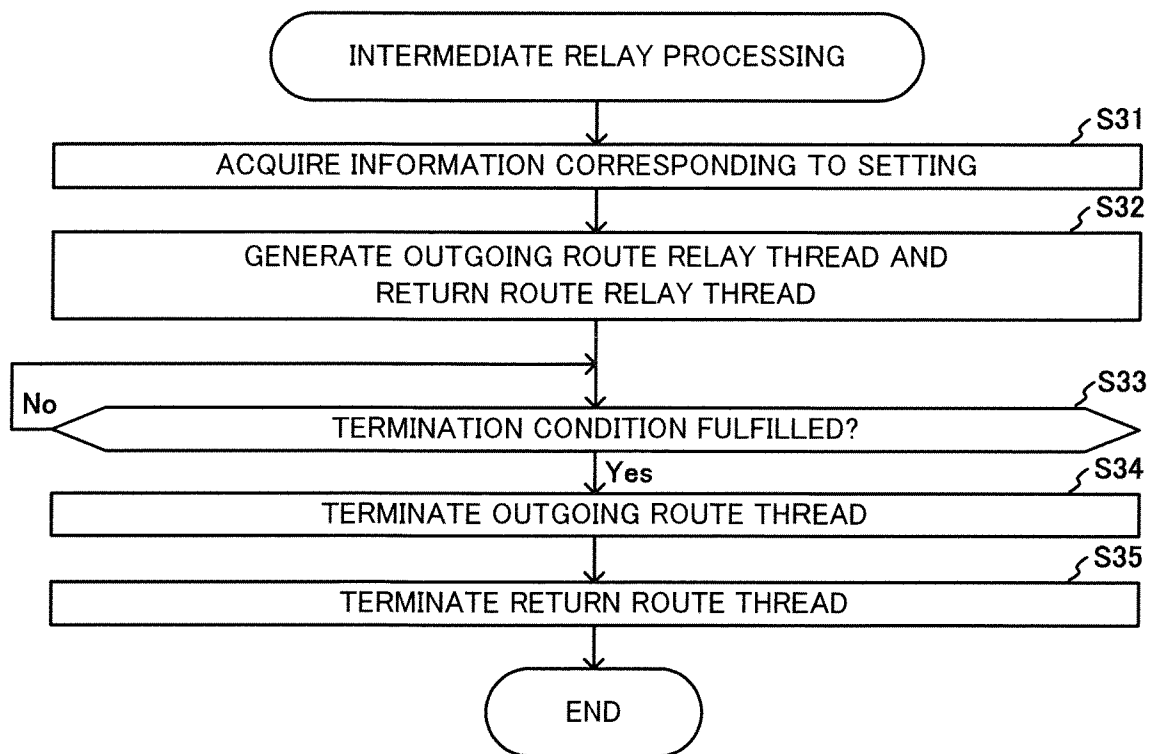 INTERMEDIATE RELAY PROCESSING
S31
ACQUIRE INFORMATION CORRESPONDING TO SETTING
S32
GENERATE OUTGOING ROUTE RELAY THREAD AND
RETURN ROUTE RELAY THREAD
S33
No
TERMINATION CONDITION FULFILLED?
Yes
S34
TERMINATE OUTGOING ROUTE THREAD
S35
TERMINATE RETURN ROUTE THREAD
END